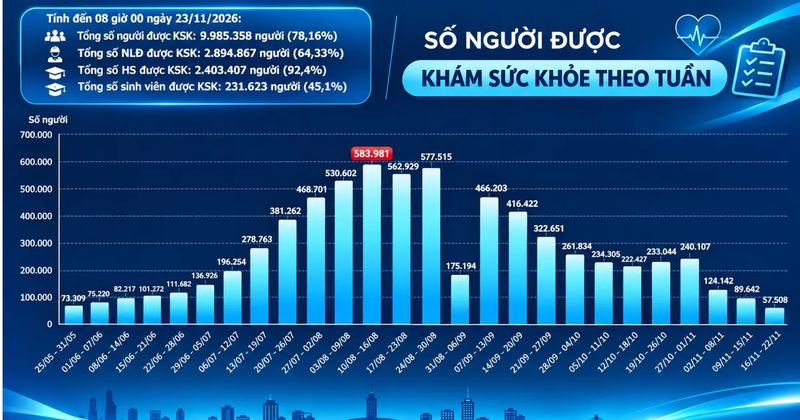 Tính đến 08 giờ 00 ngày 23/11/2026:
Tổng số người được KSK: 9.985.358 người (78,16%)
Tổng số NLĐ được KSK: 2.894.867 người (64,33%)
Tổng số HS được KSK: 2.403.407 người (92,4%)
Tổng số sinh viên được KSK: 231.623 người (45,1%)
SỐ NGƯỜI ĐƯỢC
KHÁM SỨC KHỎE THEO TUẦN
Số người
700.000
600.000
500.000
400.000
300.000
200.000
100.000
0
73.309
75.220
82.217
101.272
111.682
136.926
196.254
278.763
381.262
468.701
530.602
583.981
562.929
577.515
175.194
466.203
416.422
322.651
261.834
234.305
222.427
233.044
240.107
124.142
89.642
57.508
25/05 - 31/05
01/06 - 07/06
08/06 - 14/06
15/06 - 21/06
22/06 - 28/06
29/06 - 05/07
06/07 - 12/07
13/07 - 19/07
20/07 - 26/07
27/07 - 02/08
03/08 - 09/08
10/08 - 16/08
17/08 - 23/08
24/08 - 30/08
31/08 - 06/09
07/09 - 13/09
14/09 - 20/09
21/09 - 27/09
28/09 - 04/10
05/10 - 11/10
12/10 - 18/10
19/10 - 26/10
27/10 - 01/11
02/11 - 08/11
09/11 - 15/11
16/11 - 22/11